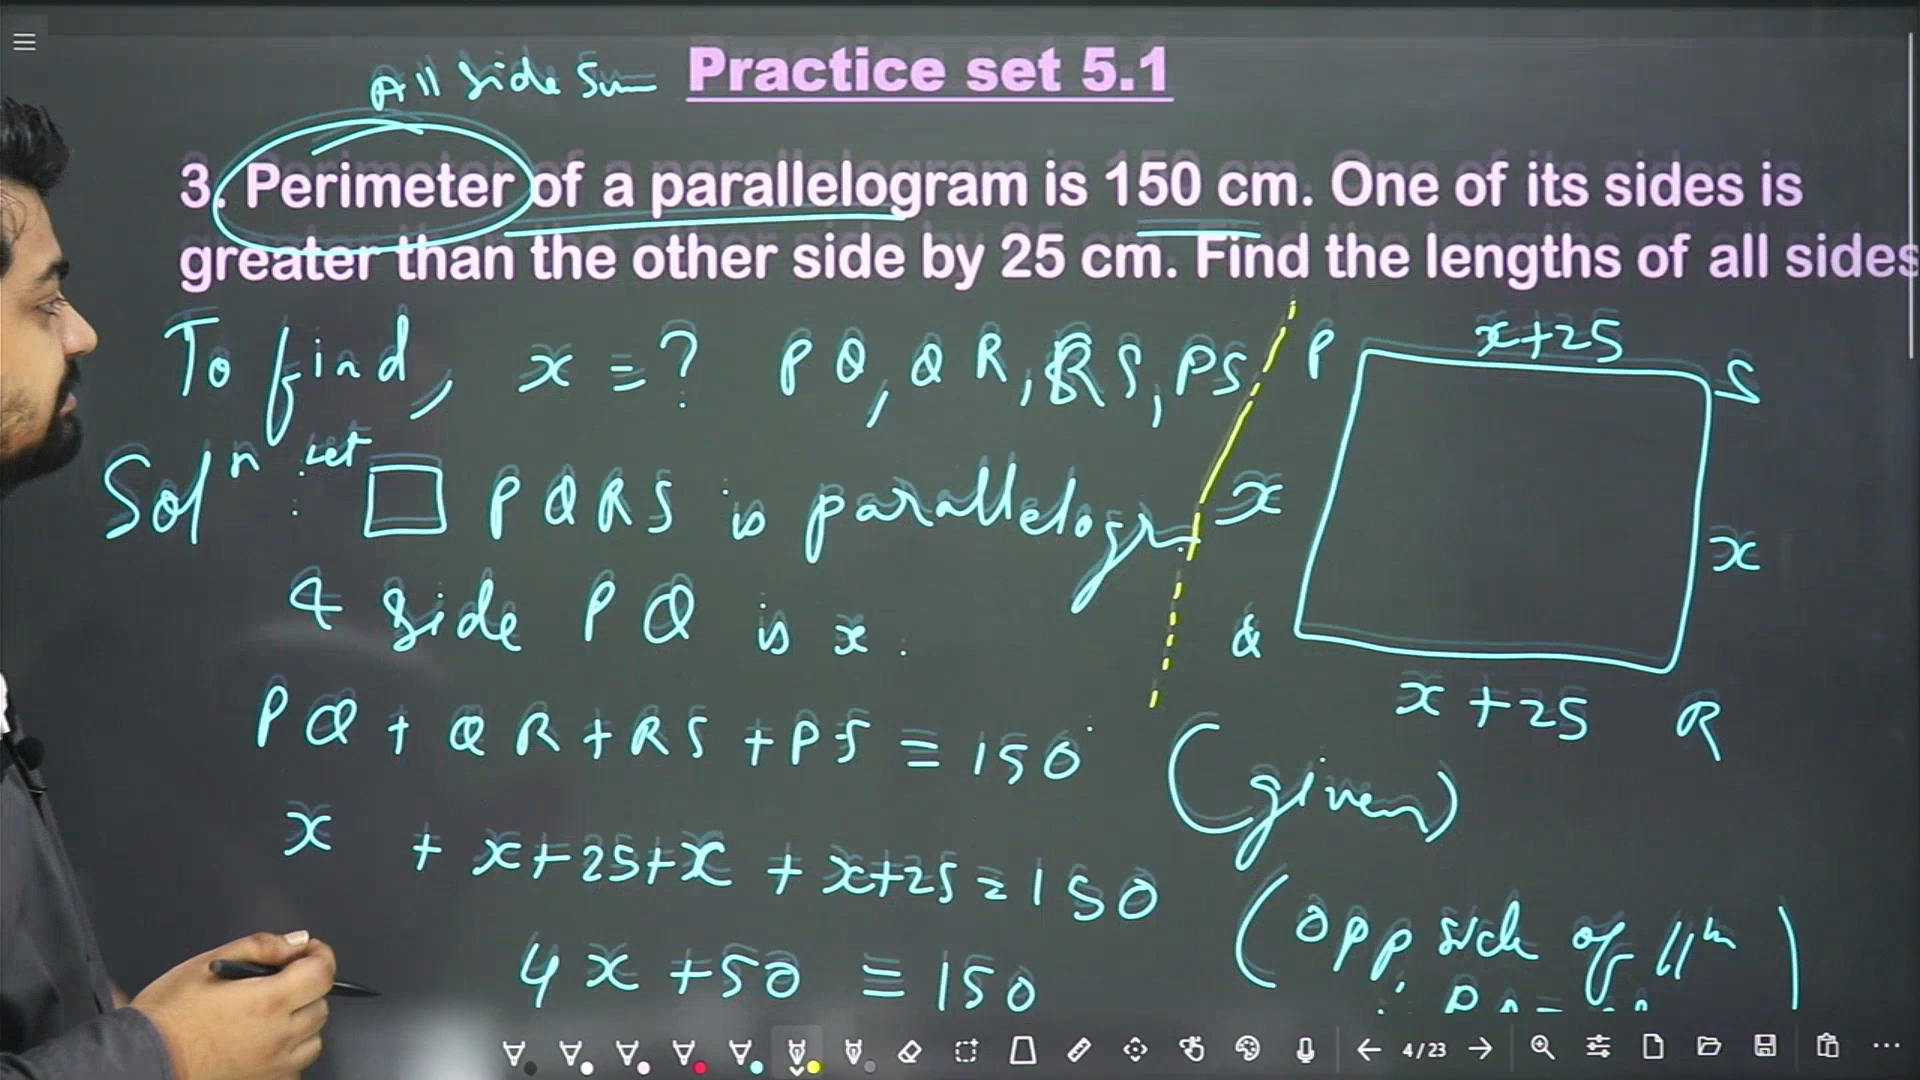 All side Sum
Practice set 5.1
3. Perimeter of a parallelogram is 150 cm. One of its sides is
greater than the other side by 25 cm. Find the lengths of all sides
To find, x = ? PQ, QR, RS, PS
Solⁿ : Let □ PQRS is parallelogram
& side PQ is x.
PQ + QR + RS + PS = 150 (given)
x + x+25+x + x+25 = 150
4x +50 = 150
(opp side of ||m)
P
x+25
S
x
x
Q
x +25
R
4/23